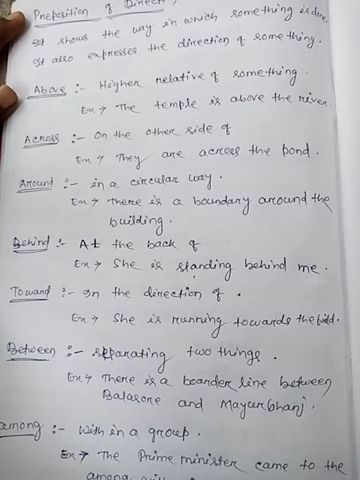 Preposition of Direction
It shows the way in which something is done.
It also expresses the direction of something.
Above :- Higher relative of something.
Ex → The temple is above the river.
Across :- On the other side of
Ex → They are across the pond.
Around :- in a circular way.
Ex → There is a boundary around the
building.
Behind :- At the back of
Ex → She is standing behind me.
Toward :- In the direction of .
Ex → She is running towards the field.
Between :- separating two things.
Ex → There is a boarder line between
Balasore and Mayurbhanj.
among :- With in a group.
Ex → The Prime minister came to the
among